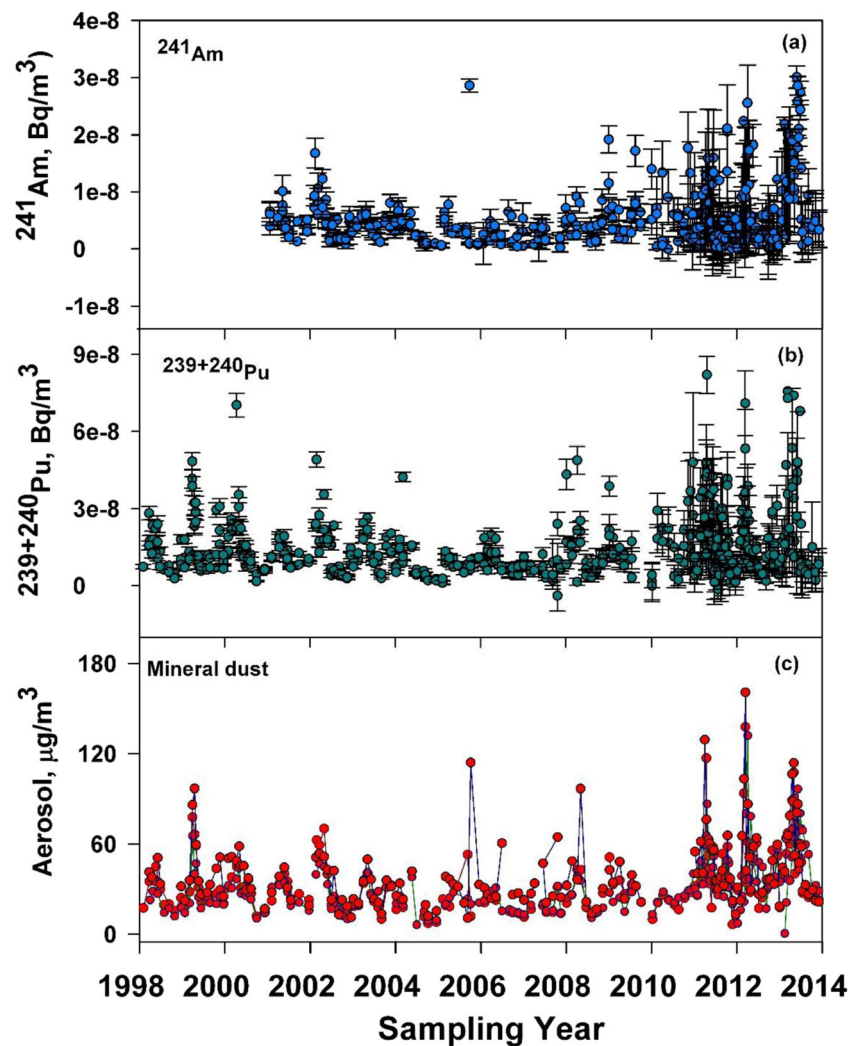 4e-8
241Am
(a)
3e-8
2e-8
1e-8
0
-1e-8
241Am, Bq/m3
9e-8
239+240Pu
(b)
6e-8
3e-8
0
239+240Pu, Bq/m3
180
Mineral dust
(c)
120
60
0
Aerosol, µg/m3
1998 2000 2002 2004 2006 2008 2010 2012 2014
Sampling Year